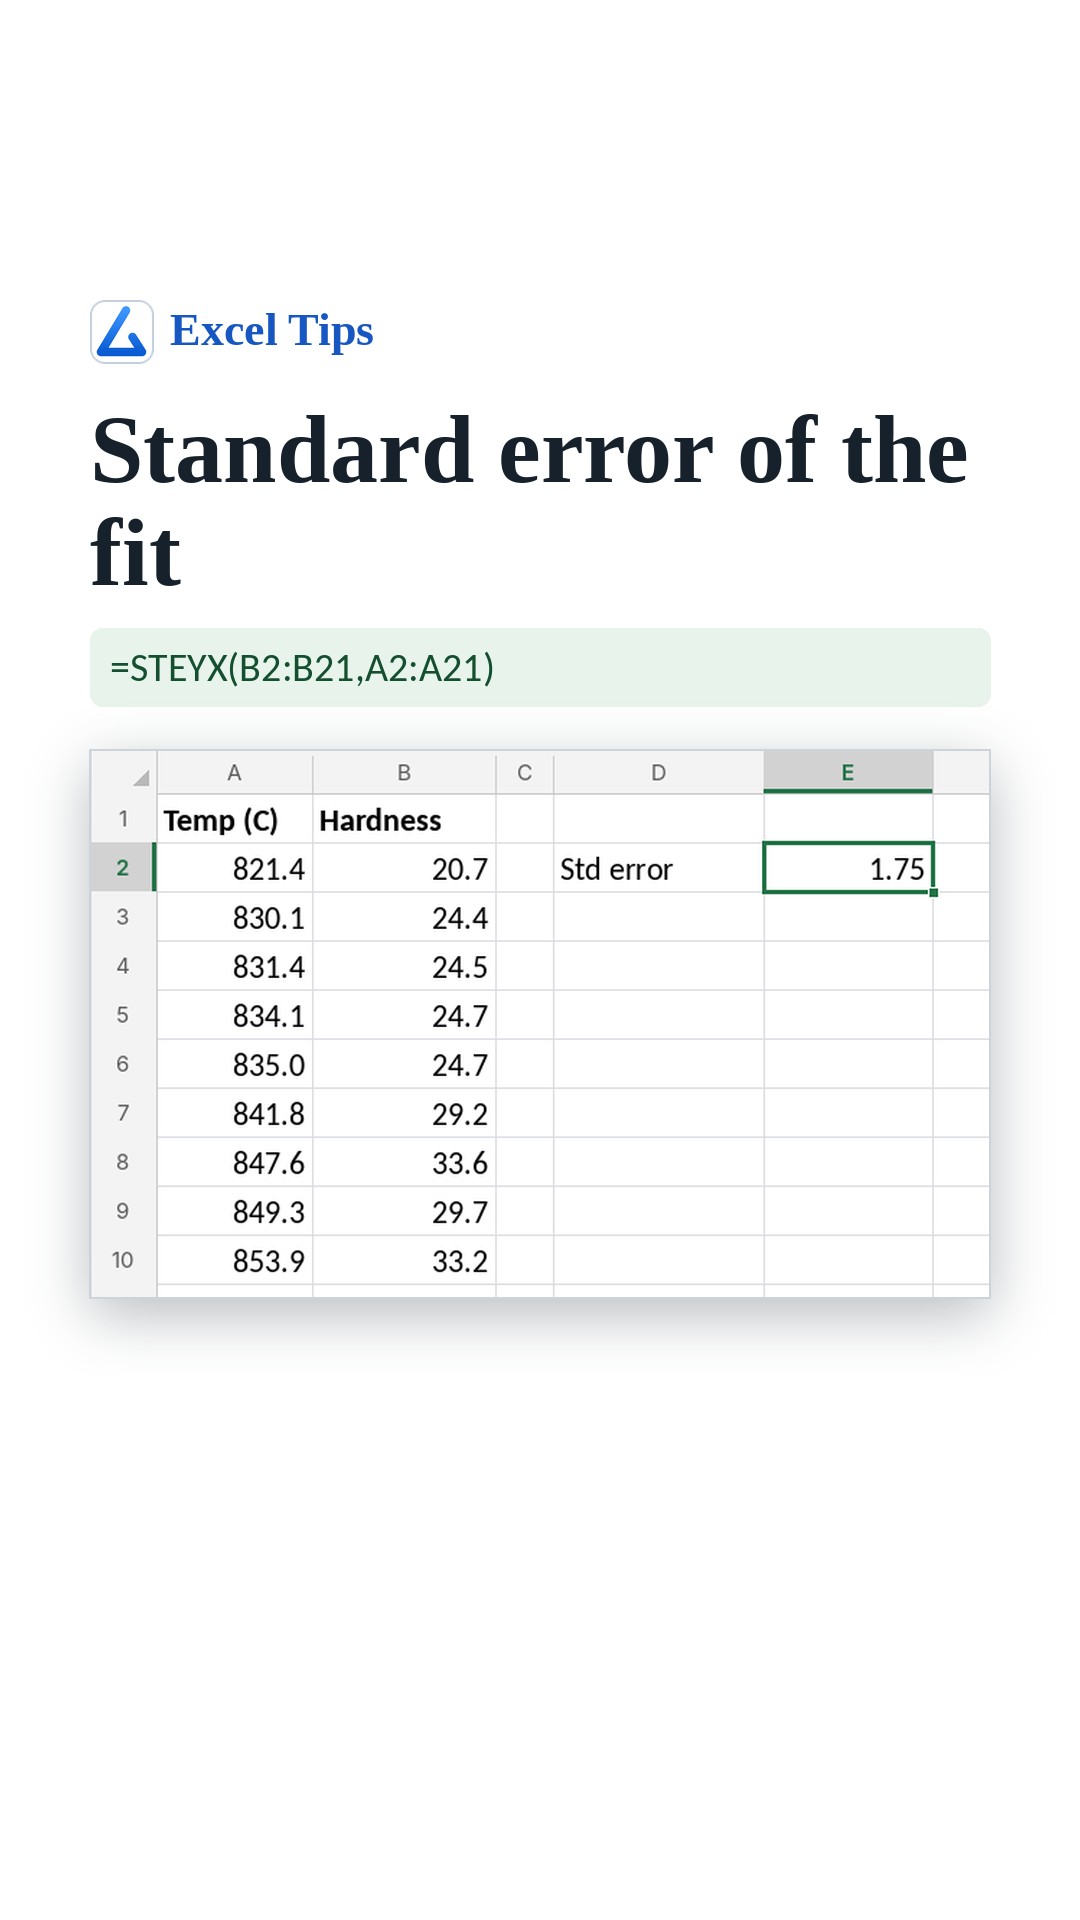 Excel Tips
Standard error of the
fit
=STEYX(B2:B21,A2:A21)
A B C D E
1 Temp (C) Hardness
2 821.4 20.7 Std error 1.75
3 830.1 24.4
4 831.4 24.5
5 834.1 24.7
6 835.0 24.7
7 841.8 29.2
8 847.6 33.6
9 849.3 29.7
10 853.9 33.2